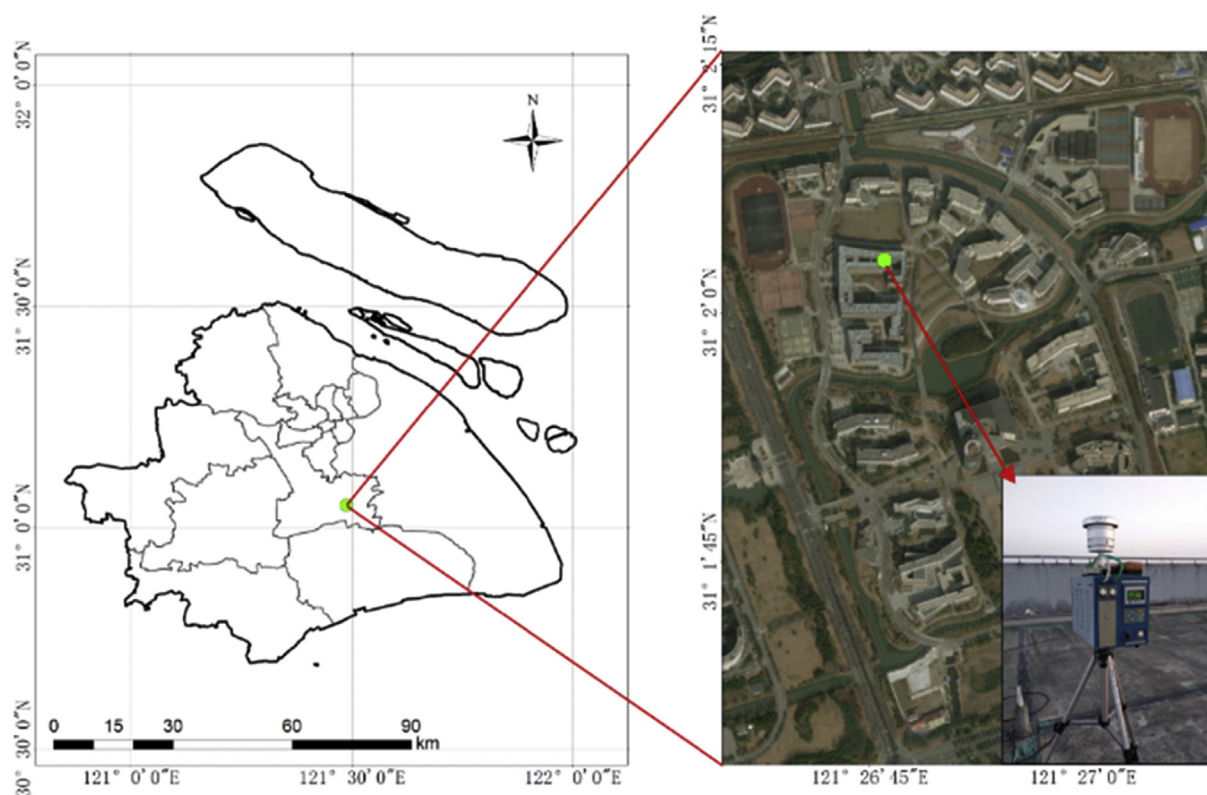 N
32° 0′ 0″N
31° 30′ 0″N
31° 0′ 0″N
30° 30′ 0″N
0 15 30 60 90
km
121° 0′ 0″E 121° 30′ 0″E 122° 0′ 0″E
31° 2′ 15″N
31° 2′ 0″N
31° 1′ 45″N
121° 26′ 45″E 121° 27′ 0″E